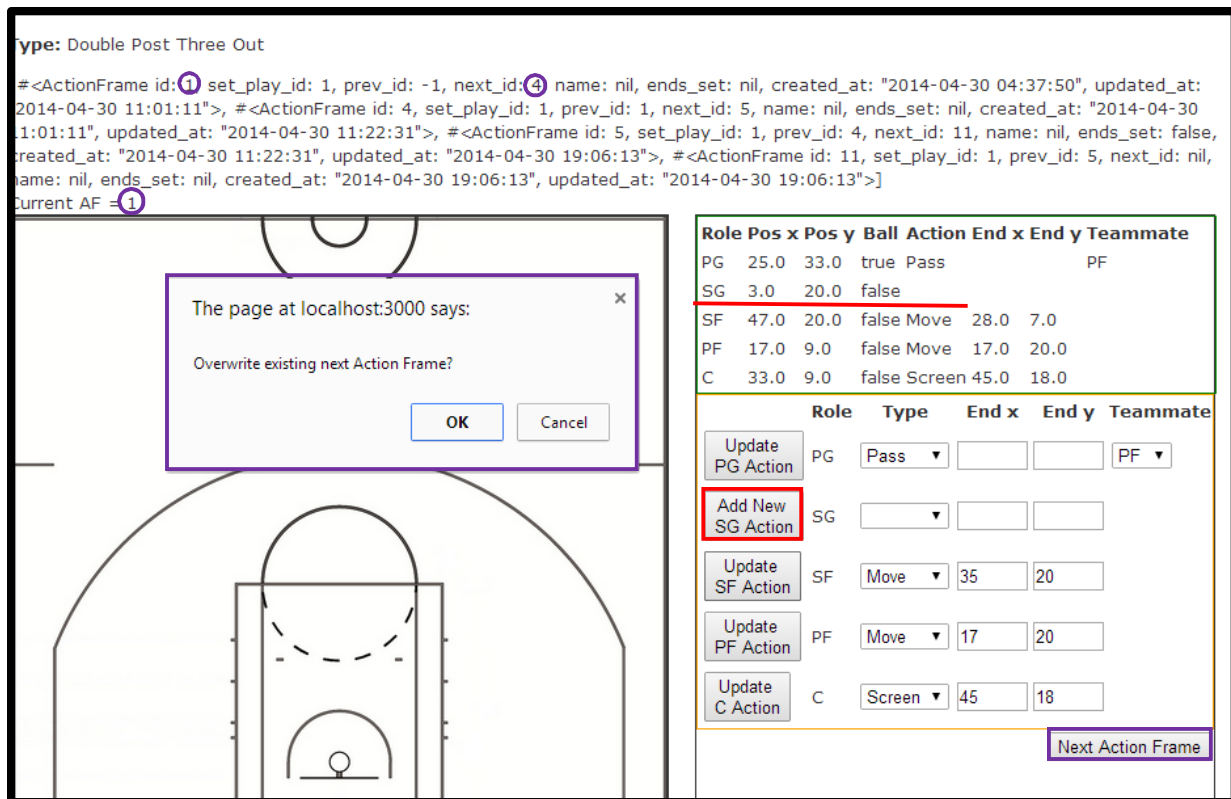 Type: Double Post Three Out
#<ActionFrame id: 1, set_play_id: 1, prev_id: -1, next_id: 4, name: nil, ends_set: nil, created_at: "2014-04-30 04:37:50", updated_at:
"2014-04-30 11:01:11">, #<ActionFrame id: 4, set_play_id: 1, prev_id: 1, next_id: 5, name: nil, ends_set: nil, created_at: "2014-04-30
11:01:11", updated_at: "2014-04-30 11:22:31">, #<ActionFrame id: 5, set_play_id: 1, prev_id: 4, next_id: 11, name: nil, ends_set: false,
created_at: "2014-04-30 11:22:31", updated_at: "2014-04-30 19:06:13">, #<ActionFrame id: 11, set_play_id: 1, prev_id: 5, next_id: nil,
name: nil, ends_set: nil, created_at: "2014-04-30 19:06:13", updated_at: "2014-04-30 19:06:13">]
Current AF = 1
The page at localhost:3000 says:
×
Overwrite existing next Action Frame?
OK Cancel
Role Pos x Pos y Ball Action End x End y Teammate
PG 25.0 33.0 true Pass PF
SG 3.0 20.0 false
SF 47.0 20.0 false Move 28.0 7.0
PF 17.0 9.0 false Move 17.0 20.0
C 33.0 9.0 false Screen 45.0 18.0
Role Type End x End y Teammate
Update
PG Action PG Pass PF
Add New
SG Action SG
Update
SF Action SF Move 35 20
Update
PF Action PF Move 17 20
Update
C Action C Screen 45 18
Next Action Frame